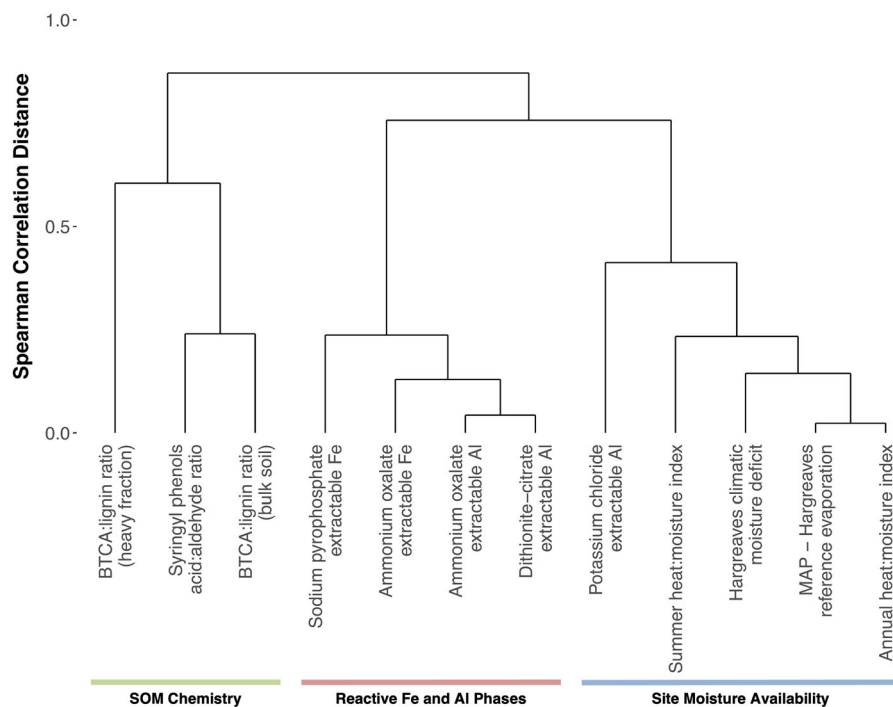 Spearman Correlation Distance
1.0-
0.5-
0.0-
BTCA:lignin ratio
(heavy fraction)
Syringyl phenols
acid:aldehyde ratio
BTCA:lignin ratio
(bulk soil)
Sodium pyrophosphate
extractable Fe
Ammonium oxalate
extractable Fe
Ammonium oxalate
extractable Al
Dithionite−citrate
extractable Al
Potassium chloride
extractable Al
Summer heat:moisture index
Hargreaves climatic
moisture deficit
MAP − Hargreaves
reference evaporation
Annual heat:moisture index
SOM Chemistry
Reactive Fe and Al Phases
Site Moisture Availability